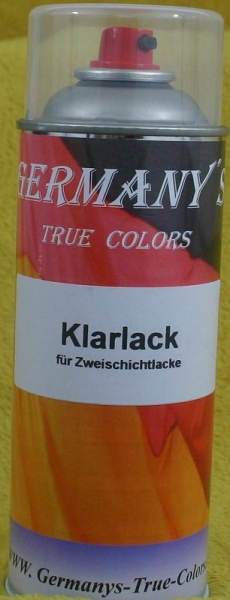 GERMANY´S
TRUE COLORS
Klarlack
für Zweischichtlacke
www. Germanys-True-Colors.